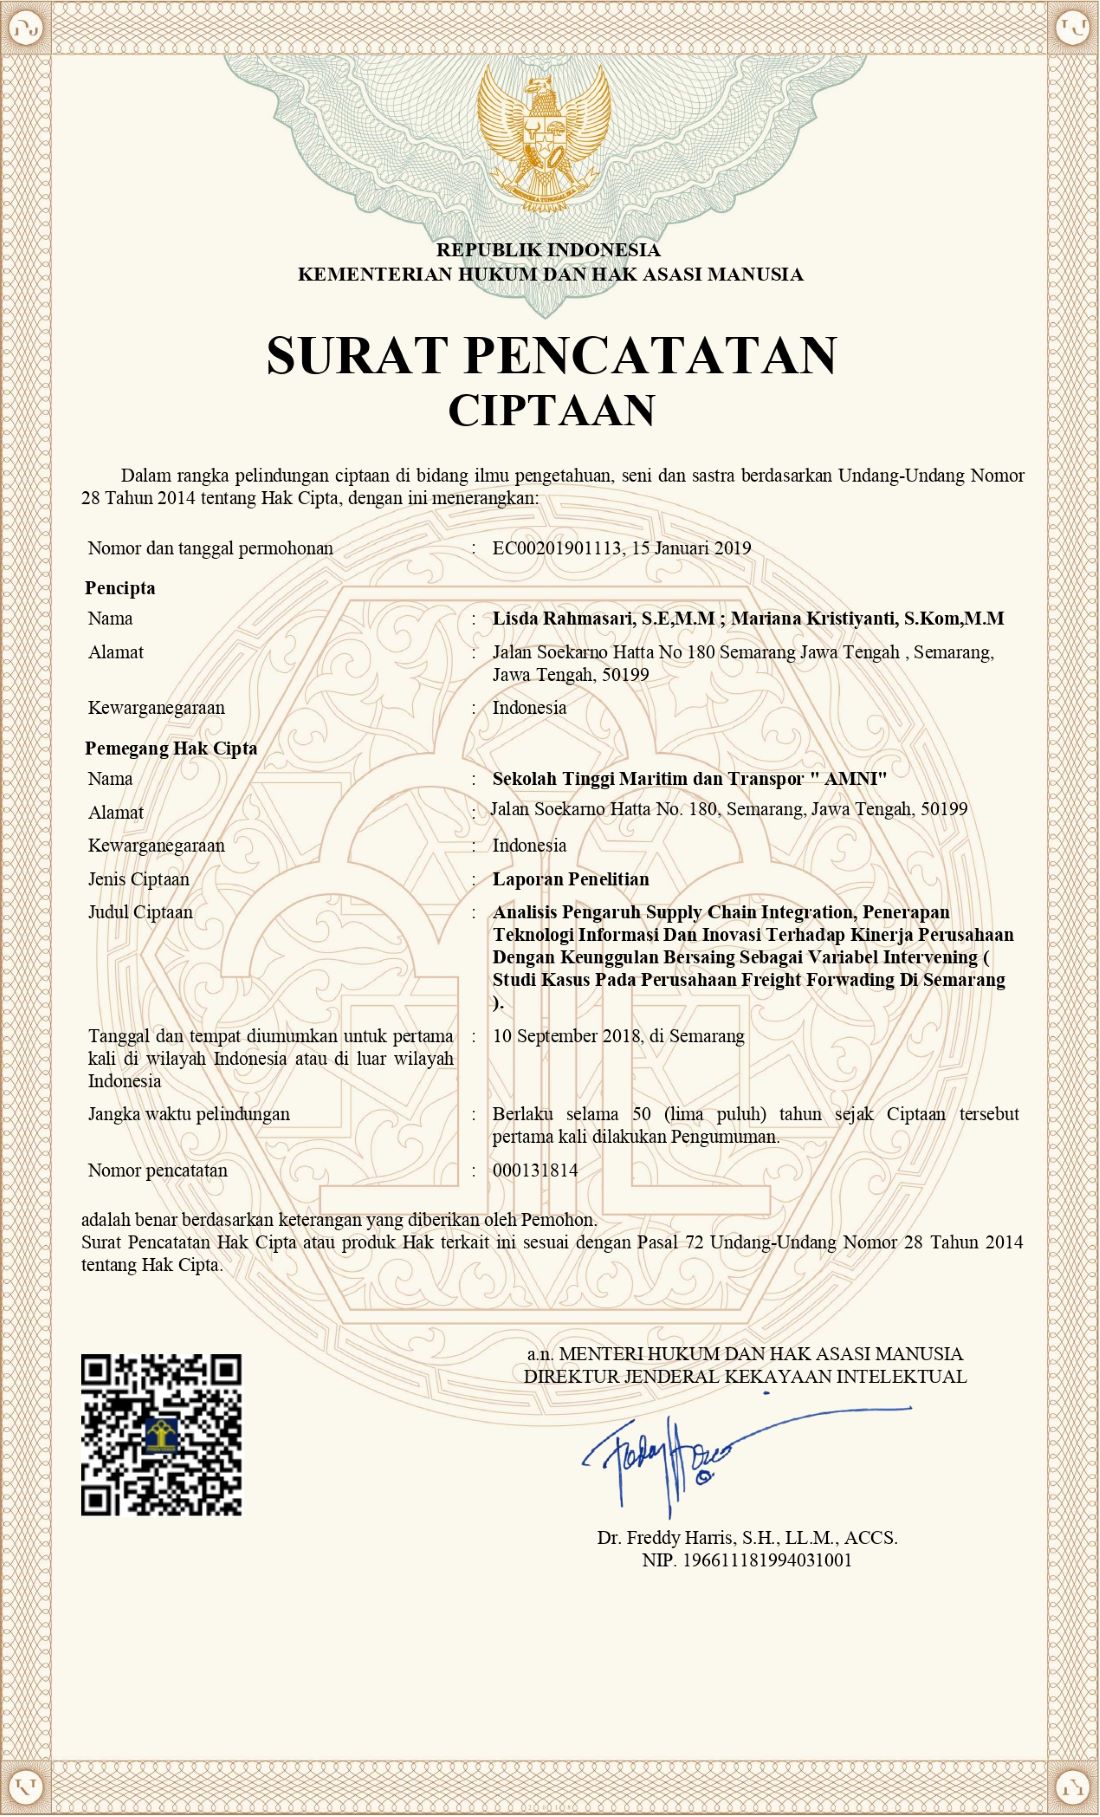 REPUBLIK INDONESIA
KEMENTERIAN HUKUM DAN HAK ASASI MANUSIA
SURAT PENCATATAN
CIPTAAN
Dalam rangka pelindungan ciptaan di bidang ilmu pengetahuan, seni dan sastra berdasarkan Undang-Undang Nomor
28 Tahun 2014 tentang Hak Cipta, dengan ini menerangkan:
Nomor dan tanggal permohonan : EC00201901113, 15 Januari 2019
Pencipta
Nama : Lisda Rahmasari, S.E,M.M ; Mariana Kristiyanti, S.Kom,M.M
Alamat : Jalan Soekarno Hatta No 180 Semarang Jawa Tengah , Semarang,
Jawa Tengah, 50199
Kewarganegaraan : Indonesia
Pemegang Hak Cipta
Nama : Sekolah Tinggi Maritim dan Transpor " AMNI"
Alamat : Jalan Soekarno Hatta No. 180, Semarang, Jawa Tengah, 50199
Kewarganegaraan : Indonesia
Jenis Ciptaan : Laporan Penelitian
Judul Ciptaan : Analisis Pengaruh Supply Chain Integration, Penerapan
Teknologi Informasi Dan Inovasi Terhadap Kinerja Perusahaan
Dengan Keunggulan Bersaing Sebagai Variabel Intervening (
Studi Kasus Pada Perusahaan Freight Forwading Di Semarang
).
Tanggal dan tempat diumumkan untuk pertama : 10 September 2018, di Semarang
kali di wilayah Indonesia atau di luar wilayah
Indonesia
Jangka waktu pelindungan : Berlaku selama 50 (lima puluh) tahun sejak Ciptaan tersebut
pertama kali dilakukan Pengumuman.
Nomor pencatatan : 000131814
adalah benar berdasarkan keterangan yang diberikan oleh Pemohon.
Surat Pencatatan Hak Cipta atau produk Hak terkait ini sesuai dengan Pasal 72 Undang-Undang Nomor 28 Tahun 2014
tentang Hak Cipta.
a.n. MENTERI HUKUM DAN HAK ASASI MANUSIA
DIREKTUR JENDERAL KEKAYAAN INTELEKTUAL
Dr. Freddy Harris, S.H., LL.M., ACCS.
NIP. 196611181994031001